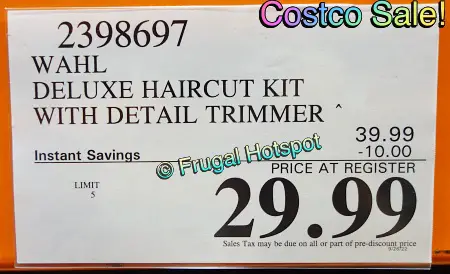 Costco Sale!
2398697
WAHL
DELUXE HAIRCUT KIT
WITH DETAIL TRIMMER ^
39.99
Instant Savings -10.00
© Frugal Hotspot
PRICE AT REGISTER
LIMIT
5
29.99
Sales Tax may be due on all or part of pre-discount price